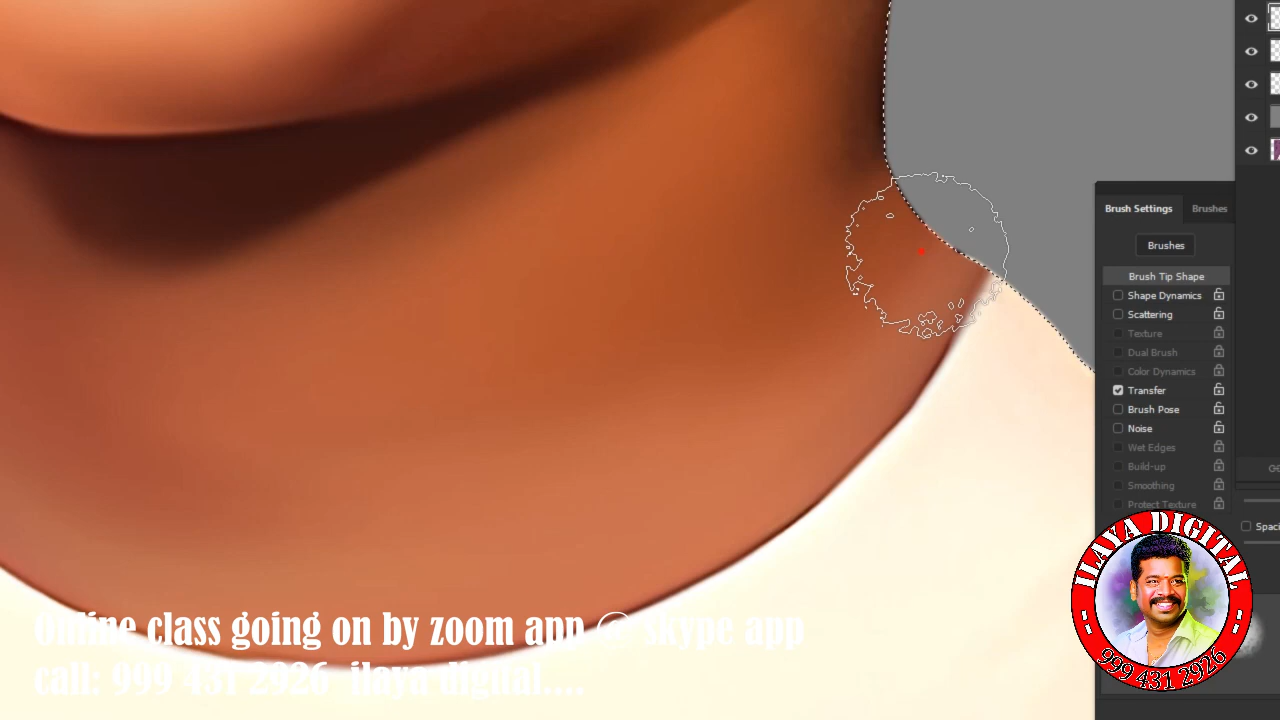 Brush Settings Brushes
Brushes
Brush Tip Shape
Shape Dynamics
Scattering
Texture
Dual Brush
Color Dynamics
Transfer
Brush Pose
Noise
Wet Edges
Build-up
Smoothing
Protect Texture
Spaci
ILAYA DIGITAL
999 431 2926
Online class going on by zoom app @ skype app
call: 999 431 2926 ilaya digital....